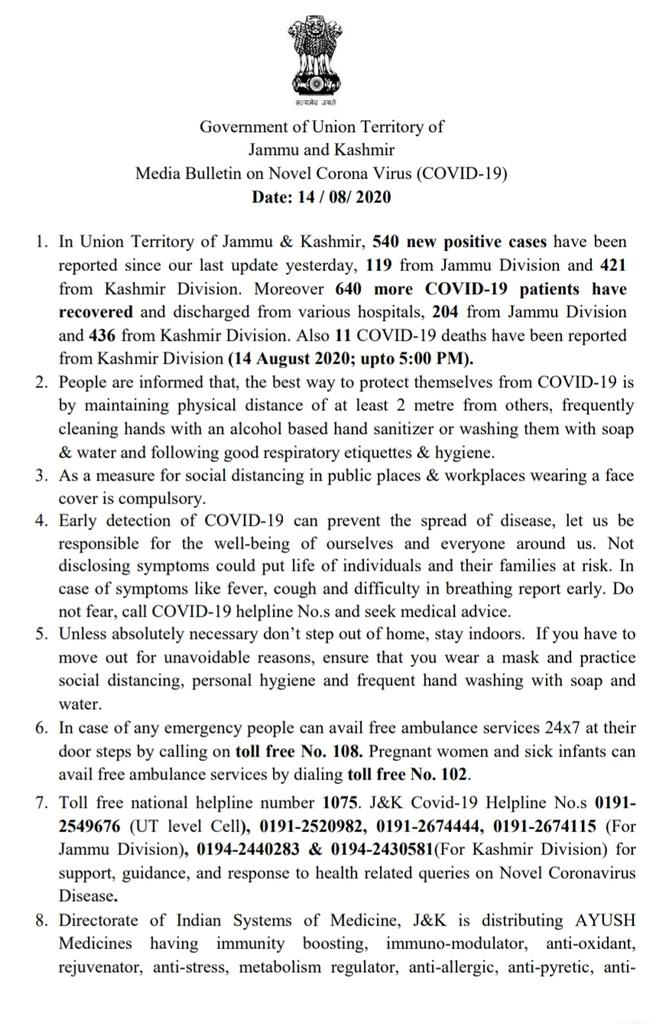 सत्यमेव जयते
Government of Union Territory of
Jammu and Kashmir
Media Bulletin on Novel Corona Virus (COVID-19)
Date: 14 / 08/ 2020
1. In Union Territory of Jammu & Kashmir, 540 new positive cases have been
reported since our last update yesterday, 119 from Jammu Division and 421
from Kashmir Division. Moreover 640 more COVID-19 patients have
recovered and discharged from various hospitals, 204 from Jammu Division
and 436 from Kashmir Division. Also 11 COVID-19 deaths have been reported
from Kashmir Division (14 August 2020; upto 5:00 PM).
2. People are informed that, the best way to protect themselves from COVID-19 is
by maintaining physical distance of at least 2 metre from others, frequently
cleaning hands with an alcohol based hand sanitizer or washing them with soap
& water and following good respiratory etiquettes & hygiene.
3. As a measure for social distancing in public places & workplaces wearing a face
cover is compulsory.
4. Early detection of COVID-19 can prevent the spread of disease, let us be
responsible for the well-being of ourselves and everyone around us. Not
disclosing symptoms could put life of individuals and their families at risk. In
case of symptoms like fever, cough and difficulty in breathing report early. Do
not fear, call COVID-19 helpline No.s and seek medical advice.
5. Unless absolutely necessary don’t step out of home, stay indoors. If you have to
move out for unavoidable reasons, ensure that you wear a mask and practice
social distancing, personal hygiene and frequent hand washing with soap and
water.
6. In case of any emergency people can avail free ambulance services 24x7 at their
door steps by calling on toll free No. 108. Pregnant women and sick infants can
avail free ambulance services by dialing toll free No. 102.
7. Toll free national helpline number 1075. J&K Covid-19 Helpline No.s 0191-
2549676 (UT level Cell), 0191-2520982, 0191-2674444, 0191-2674115 (For
Jammu Division), 0194-2440283 & 0194-2430581(For Kashmir Division) for
support, guidance, and response to health related queries on Novel Coronavirus
Disease.
8. Directorate of Indian Systems of Medicine, J&K is distributing AYUSH
Medicines having immunity boosting, immuno-modulator, anti-oxidant,
rejuvenator, anti-stress, metabolism regulator, anti-allergic, anti-pyretic, anti-